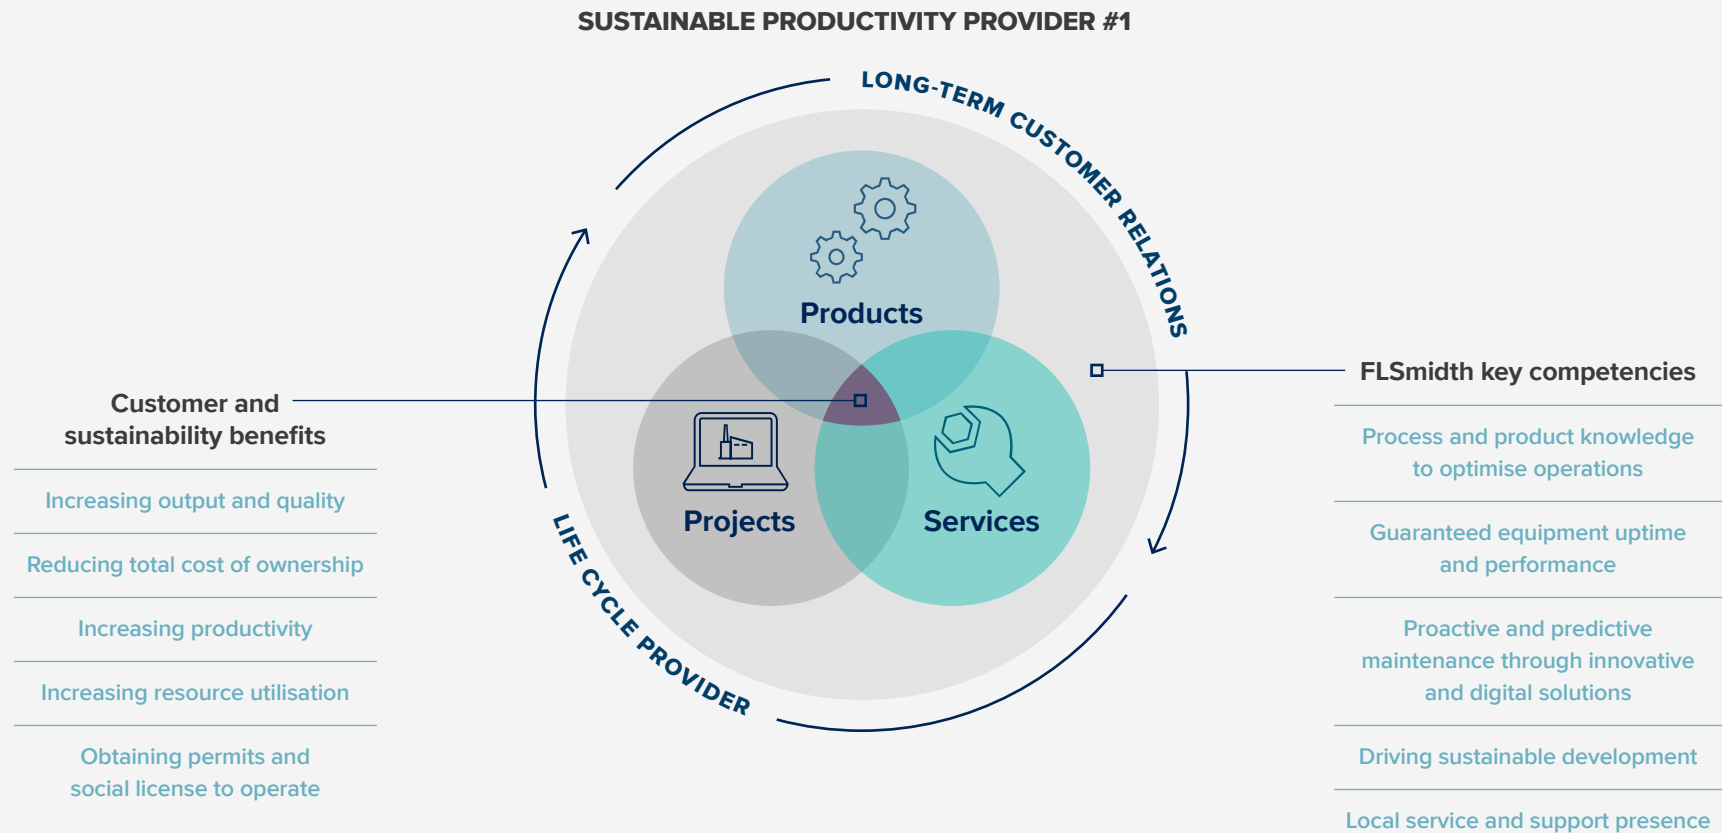 SUSTAINABLE PRODUCTIVITY PROVIDER #1
LONG-TERM CUSTOMER RELATIONS
Products
Projects
Services
LIFE CYCLE PROVIDER
Customer and
sustainability benefits
Increasing output and quality
Reducing total cost of ownership
Increasing productivity
Increasing resource utilisation
Obtaining permits and
social license to operate
FLSmidth key competencies
Process and product knowledge
to optimise operations
Guaranteed equipment uptime
and performance
Proactive and predictive
maintenance through innovative
and digital solutions
Driving sustainable development
Local service and support presence